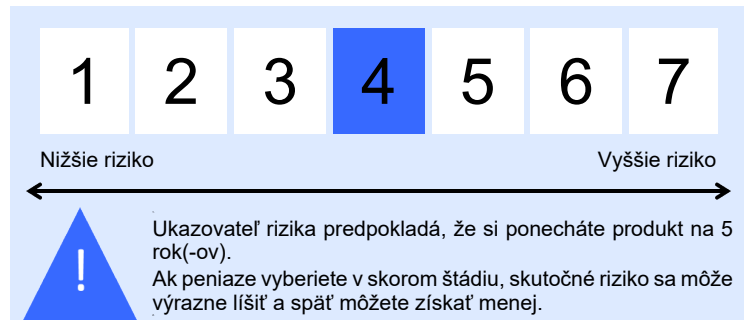 1 2 3 4 5 6 7
Nižšie riziko Vyššie riziko
Ukazovateľ rizika predpokladá, že si ponecháte produkt na 5
rok(-ov).
Ak peniaze vyberiete v skorom štádiu, skutočné riziko sa môže
výrazne líšiť a späť môžete získať menej.
!